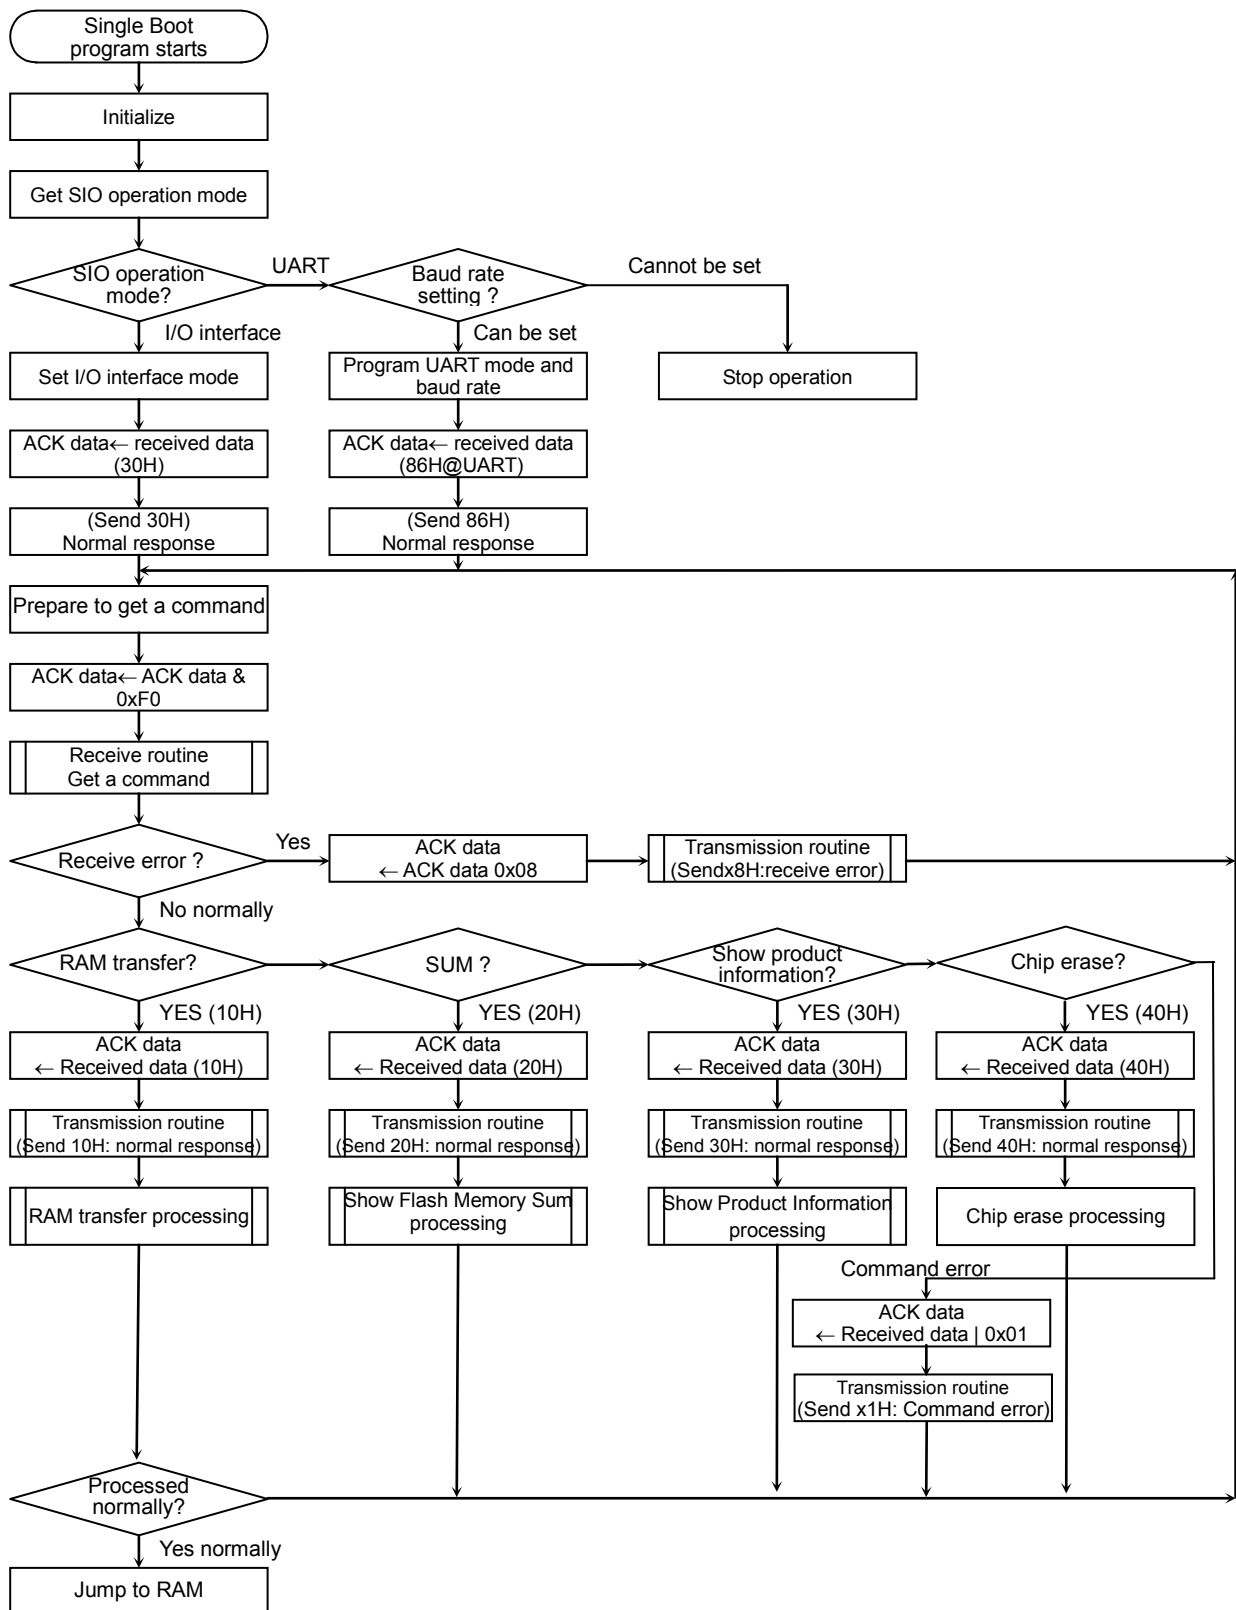 Single Boot
program starts
Initialize
Get SIO operation mode
SIO operation
mode?
UART
Baud rate
setting ?
Cannot be set
I/O interface
Can be set
Set I/O interface mode
Program UART mode and
baud rate
Stop operation
ACK data← received data
(30H)
ACK data← received data
(86H@UART)
(Send 30H)
Normal response
(Send 86H)
Normal response
Prepare to get a command
ACK data← ACK data &
0xF0
Receive routine
Get a command
Receive error ?
Yes
ACK data
← ACK data 0x08
Transmission routine
(Sendx8H:receive error)
No normally
RAM transfer?
SUM ?
Show product
information?
Chip erase?
YES (10H)
YES (20H)
YES (30H)
YES (40H)
ACK data
← Received data (10H)
ACK data
← Received data (20H)
ACK data
← Received data (30H)
ACK data
← Received data (40H)
Transmission routine
(Send 10H: normal response)
Transmission routine
(Send 20H: normal response)
Transmission routine
(Send 30H: normal response)
Transmission routine
(Send 40H: normal response)
RAM transfer processing
Show Flash Memory Sum
processing
Show Product Information
processing
Chip erase processing
Command error
ACK data
← Received data | 0x01
Transmission routine
(Send x1H: Command error)
Processed
normally?
Yes normally
Jump to RAM